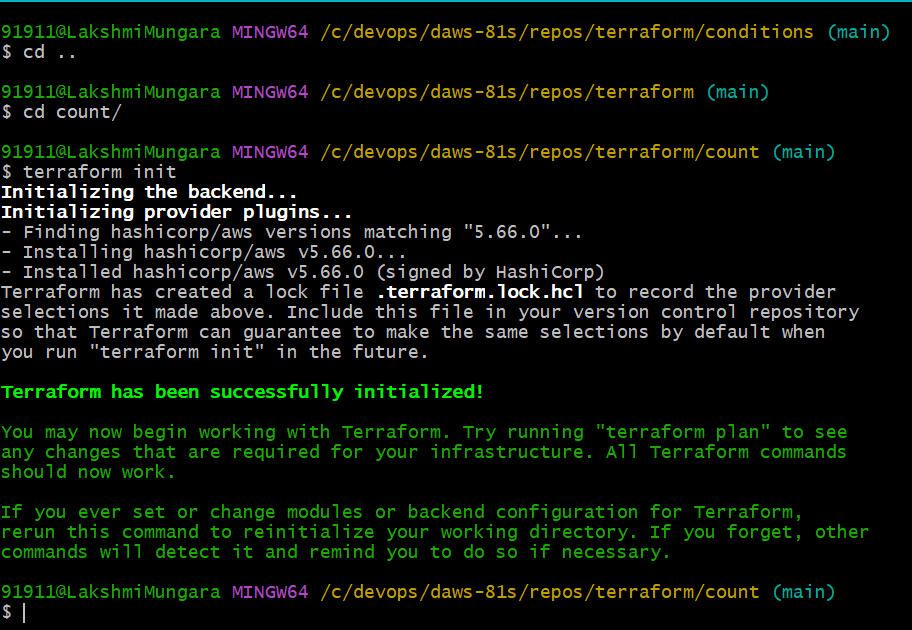 91911@LakshmiMungara MINGW64 /c/devops/daws-81s/repos/terraform/conditions (main)
$ cd ..
91911@LakshmiMungara MINGW64 /c/devops/daws-81s/repos/terraform (main)
$ cd count/
91911@LakshmiMungara MINGW64 /c/devops/daws-81s/repos/terraform/count (main)
$ terraform init
Initializing the backend...
Initializing provider plugins...
- Finding hashicorp/aws versions matching "5.66.0"...
- Installing hashicorp/aws v5.66.0...
- Installed hashicorp/aws v5.66.0 (signed by HashiCorp)
Terraform has created a lock file .terraform.lock.hcl to record the provider
selections it made above. Include this file in your version control repository
so that Terraform can guarantee to make the same selections by default when
you run "terraform init" in the future.
Terraform has been successfully initialized!
You may now begin working with Terraform. Try running "terraform plan" to see
any changes that are required for your infrastructure. All Terraform commands
should now work.
If you ever set or change modules or backend configuration for Terraform,
rerun this command to reinitialize your working directory. If you forget, other
commands will detect it and remind you to do so if necessary.
91911@LakshmiMungara MINGW64 /c/devops/daws-81s/repos/terraform/count (main)
$